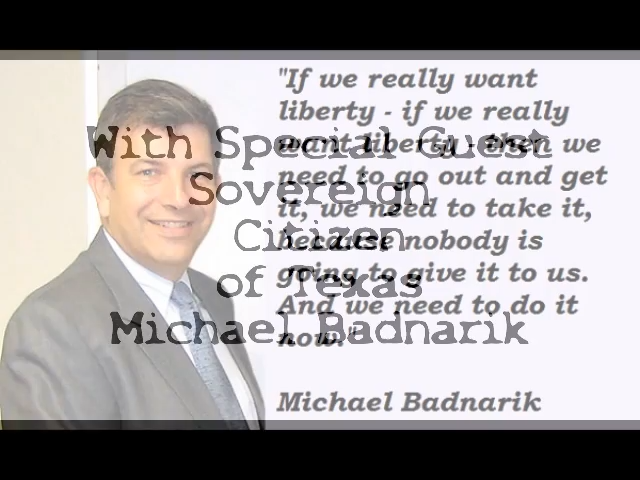 "If we really want
liberty - if we really
want liberty - then we
need to go out and get
it, we need to take it,
because nobody is
going to give it to us.
And we need to do it
now."
Michael Badnarik
With Special Guest
Sovereign
Citizen
of Texas
Michael Badnarik